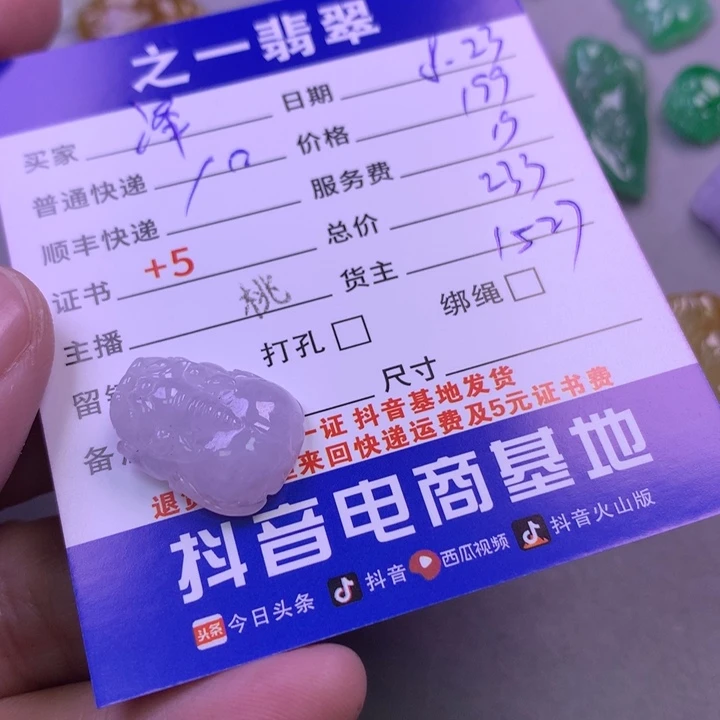 之一翡翠
买家 泽 日期 8.23
普通快递 10 价格 199
顺丰快递 服务费 19
证书 +5 总价 233
主播 桃 货主 1527
打孔 绑绳
尺寸
一证 抖音基地发货
来回快递运费及5元证书费
抖音电商基地
头条 今日头条 抖音 西瓜视频 抖音火山版